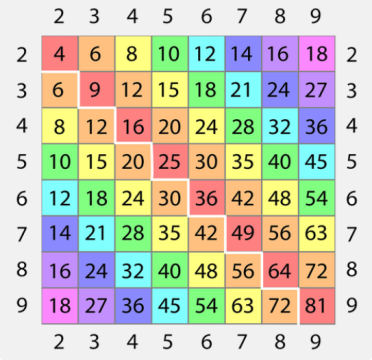 2 3 4 5 6 7 8 9
2 4 6 8 10 12 14 16 18 2
3 6 9 12 15 18 21 24 27 3
4 8 12 16 20 24 28 32 36 4
5 10 15 20 25 30 35 40 45 5
6 12 18 24 30 36 42 48 54 6
7 14 21 28 35 42 49 56 63 7
8 16 24 32 40 48 56 64 72 8
9 18 27 36 45 54 63 72 81 9
2 3 4 5 6 7 8 9